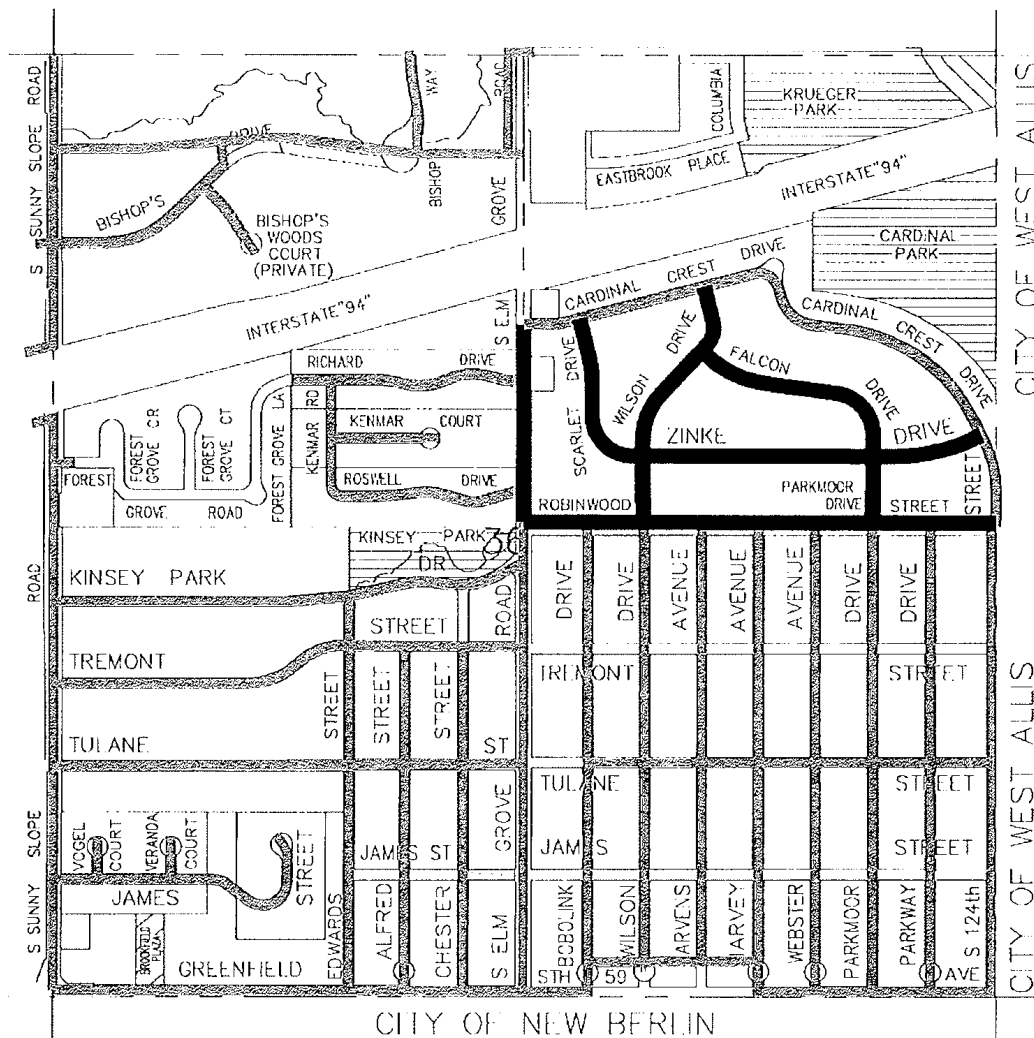 S SUNNY SLOPE ROAD
DRIVE
BISHOP'S
BISHOP'S
WOODS
COURT
(PRIVATE)
BISHOP
WAY
S ELM
GROVE
ROAD
COLUMBIA
KRUEGER
PARK
EASTBROOK PLACE
INTERSTATE"94"
INTERSTATE"94"
CITY OF WEST ALLIS
CARDINAL
PARK
CARDINAL CREST DRIVE
CARDINAL CREST DRIVE
RICHARD DRIVE
KENMAR RD
KENMAR COURT
ROSWELL DRIVE
FOREST GROVE LA
FOREST
GROVE CR
FOREST
GROVE CT
FOREST
GROVE ROAD
SCARLET DRIVE
WILSON DRIVE
FALCON DRIVE
ZINKE DRIVE
ROBINWOOD STREET
PARKMOOR
DRIVE
STREET
KINSEY PARK
36
DR
KINSEY PARK
STREET
TREMONT
TULANE ST
ROAD
S SUNNY SLOPE
VOGEL
COURT
VERANDA
COURT
STREET
JAMES
BROOKFIELD
PLAZA
GREENFIELD
EDWARDS
STREET
ALFRED
STREET
CHESTER
STREET
JAMES ST
S ELM
GROVE
ROAD
DRIVE
DRIVE
AVENUE
AVENUE
AVENUE
DRIVE
DRIVE
TREMONT STREET
TULANE STREET
JAMES STREET
BOBOLINK
WILSON
ARVENS
ARVEY
WEBSTER
PARKMOOR
PARKWAY
S 124th
STH 59
AVE
CITY OF WEST ALLIS
CITY OF NEW BERLIN